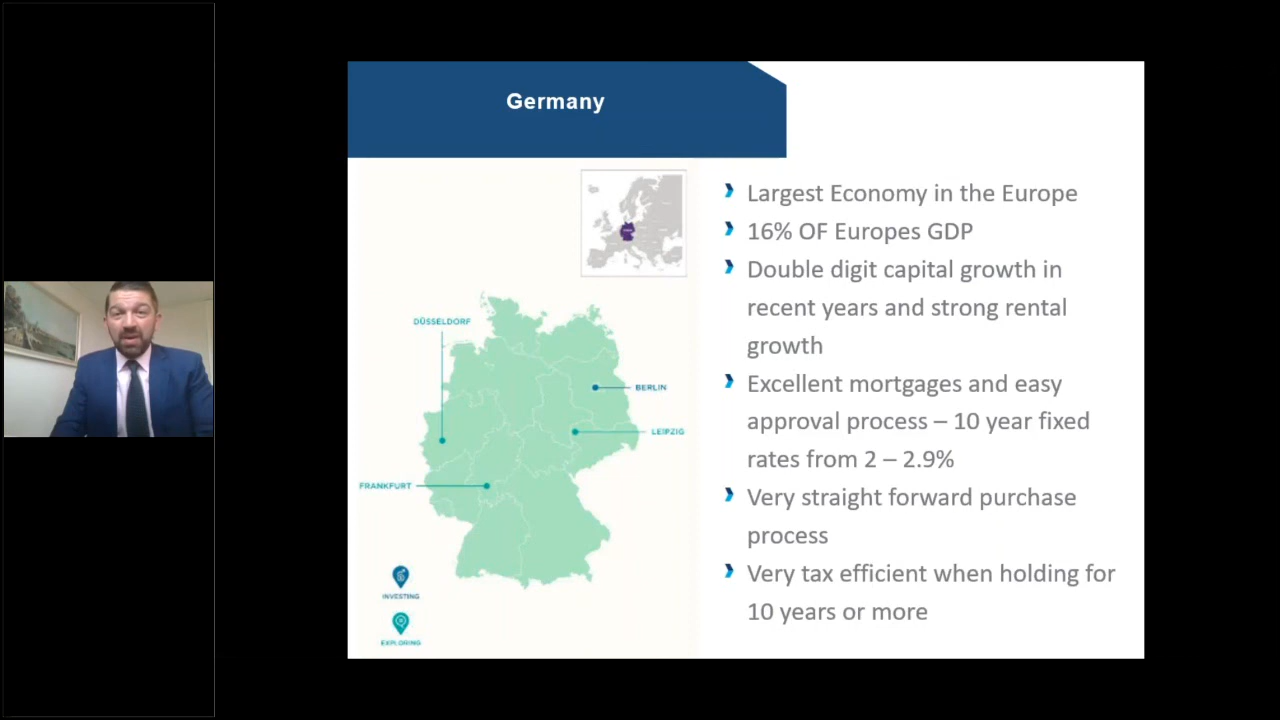 Germany
Largest Economy in the Europe
16% OF Europes GDP
Double digit capital growth in
recent years and strong rental
growth
Excellent mortgages and easy
approval process – 10 year fixed
rates from 2 – 2.9%
Very straight forward purchase
process
Very tax efficient when holding for
10 years or more
DÜSSELDORF
BERLIN
LEIPZIG
FRANKFURT
INVESTING
EXPLORING